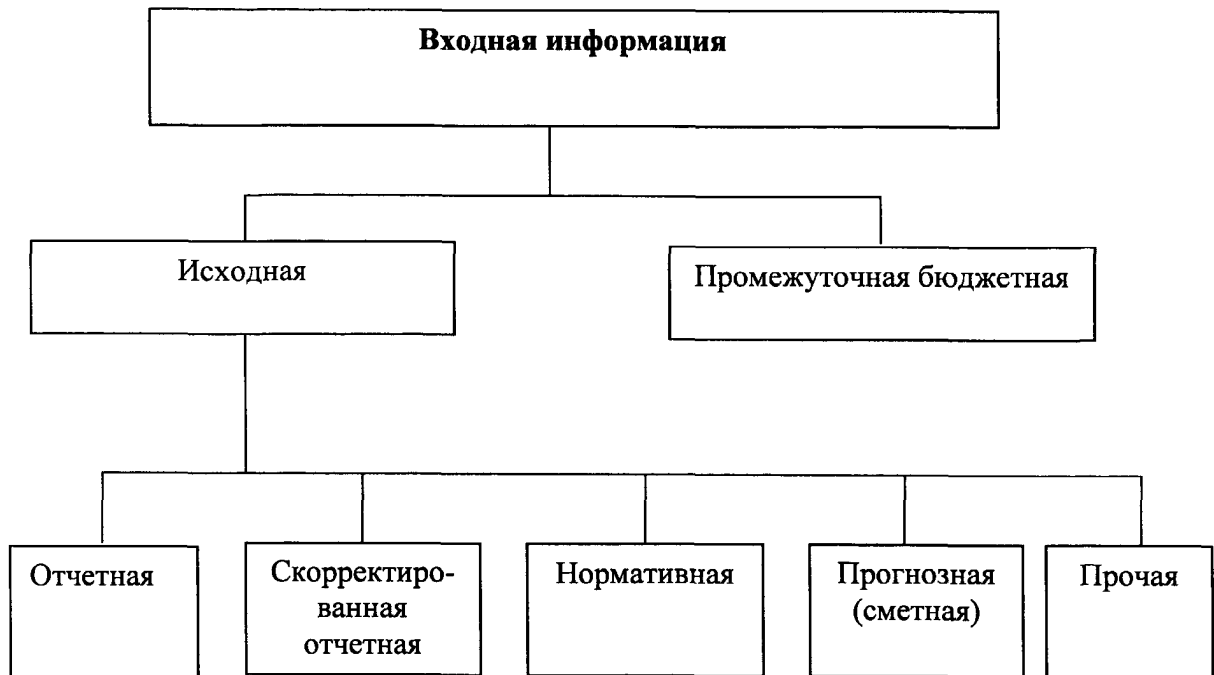 Входная информация
Исходная
Промежуточная бюджетная
Отчетная
Скорректиро-
ванная
отчетная
Нормативная
Прогнозная
(сметная)
Прочая